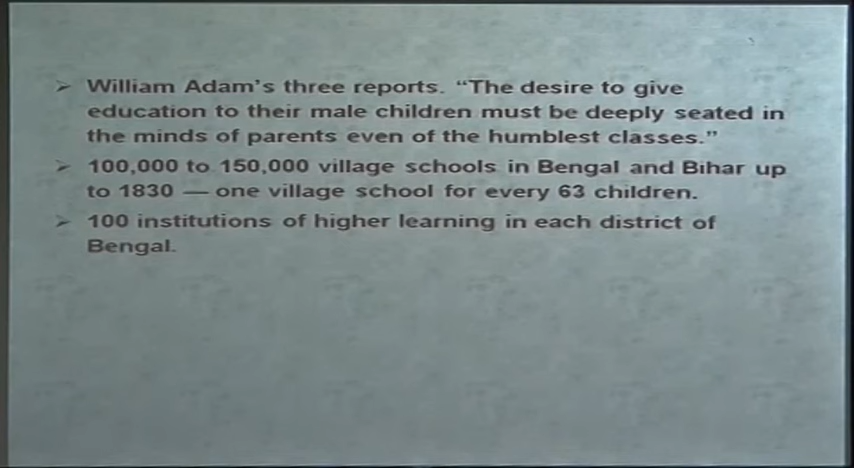 ➢ William Adam's three reports. “The desire to give
education to their male children must be deeply seated in
the minds of parents even of the humblest classes.”
➢ 100,000 to 150,000 village schools in Bengal and Bihar up
to 1830 — one village school for every 63 children.
➢ 100 institutions of higher learning in each district of
Bengal.